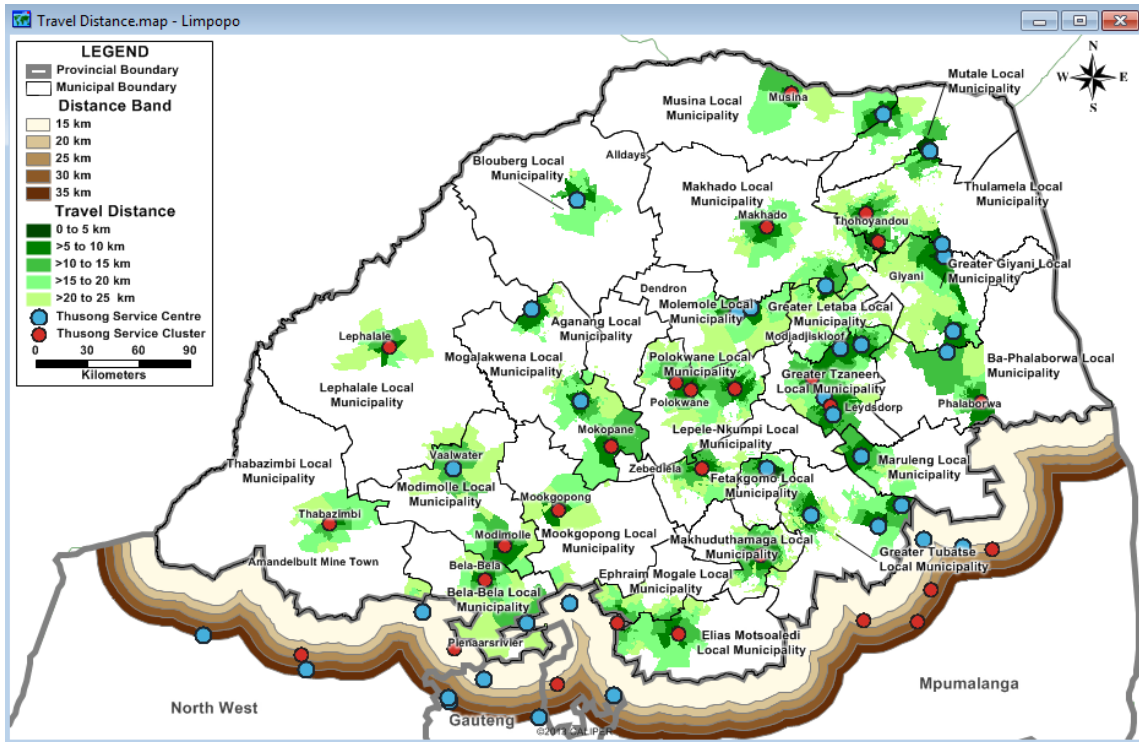 Travel Distance.map - Limpopo
LEGEND
Provincial Boundary
Municipal Boundary
Distance Band
15 km
20 km
25 km
30 km
35 km
Travel Distance
0 to 5 km
>5 to 10 km
>10 to 15 km
>15 to 20 km
>20 to 25 km
Thusong Service Centre
Thusong Service Cluster
0 30 60 90
Kilometers
N
W E
S
Mutale Local
Municipality
Musina
Musina Local
Municipality
Alldays
Blouberg Local
Municipality
Makhado Local
Municipality
Makhado
Thulamela Local
Municipality
Thohoyandou
Giyani
Greater Giyani Local
Municipality
Dendron
Molemole Local
Municipality
Greater Letaba Local
Municipality
Modjadjiskloof
Aganang Local
Municipality
Lephalale
Mogalakwena Local
Municipality
Polokwane Local
Municipality
Polokwane
Ba-Phalaborwa Local
Municipality
Greater Tzaneen
Local Municipality
Leydsdorp
Phalaborwa
Lephalale Local
Municipality
Mokopane
Lepele-Nkumpi Local
Municipality
Zebediela
Vaalwater
Maruleng Local
Municipality
Thabazimbi Local
Municipality
Modimolle Local
Municipality
Fetakgomo Local
Municipality
Mookgopong
Thabazimbi
Modimolle
Mookgopong Local
Municipality
Makhuduthamaga Local
Municipality
Greater Tubatse
Local Municipality
Amandelbult Mine Town
Bela-Bela
Bela-Bela Local
Municipality
Ephraim Mogale Local
Municipality
Pienaarsrivier
Elias Motsoaledi
Local Municipality
North West
Gauteng
Mpumalanga
©2013 CALIPER